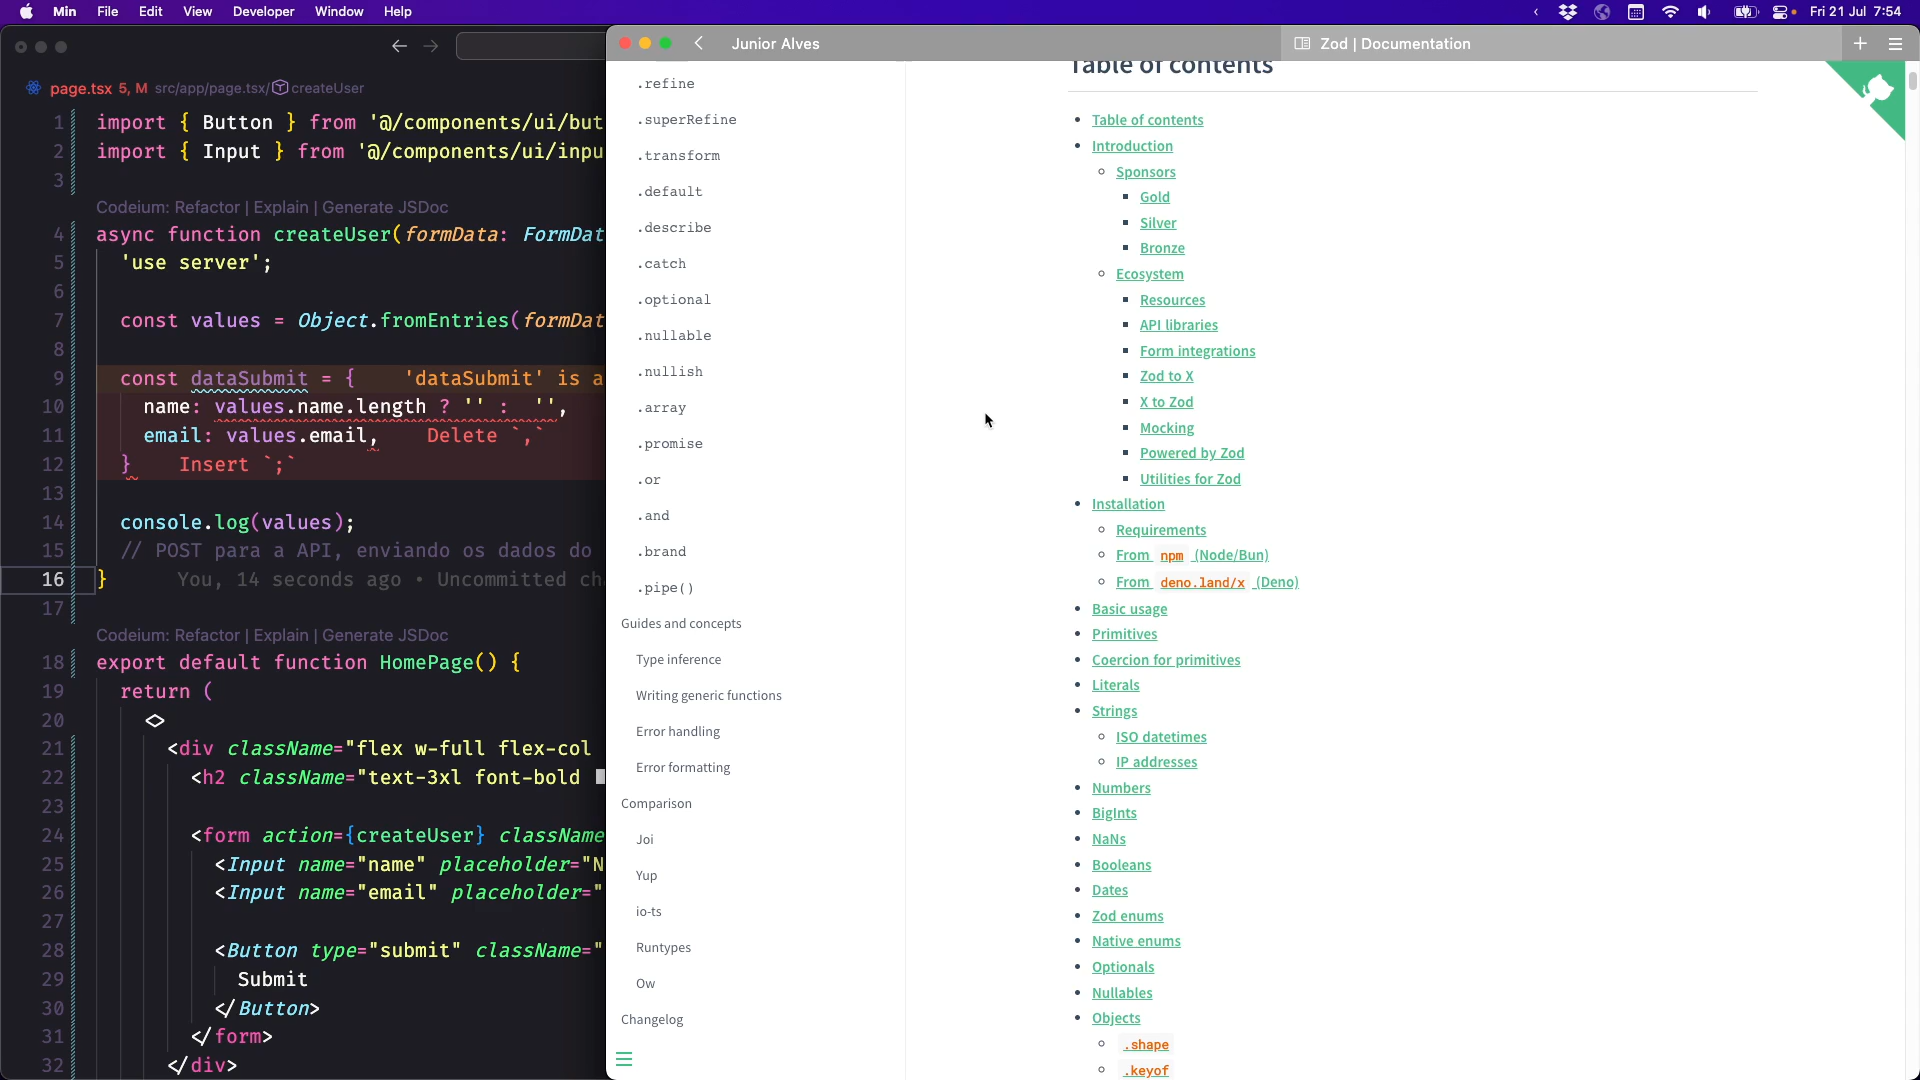 Min File Edit View Developer Window Help
Fri 21 Jul 7:54
page.tsx 5, M src/app/page.tsx/ createUser
1 import { Button } from '@/components/ui/but
2 import { Input } from '@/components/ui/inpu
3
Codeium: Refactor | Explain | Generate JSDoc
4 async function createUser(formData: FormDat
5 'use server';
6
7 const values = Object.fromEntries(formDat
8
9 const dataSubmit = { 'dataSubmit' is a
10 name: values.name.length ? '' : '',
11 email: values.email, Delete `,`
12 } Insert `;`
13
14 console.log(values);
15 // POST para a API, enviando os dados do
16 } You, 14 seconds ago • Uncommitted ch
17
Codeium: Refactor | Explain | Generate JSDoc
18 export default function HomePage() {
19 return (
20 <>
21 <div className="flex w-full flex-col
22 <h2 className="text-3xl font-bold
23
24 <form action={createUser} className
25 <Input name="name" placeholder="N
26 <Input name="email" placeholder="
27
28 <Button type="submit" className="
29 Submit
30 </Button>
31 </form>
32 </div>
Junior Alves
Zod | Documentation
.refine
.superRefine
.transform
.default
.describe
.catch
.optional
.nullable
.nullish
.array
.promise
.or
.and
.brand
.pipe()
Guides and concepts
Type inference
Writing generic functions
Error handling
Error formatting
Comparison
Joi
Yup
io-ts
Runtypes
Ow
Changelog
Table of contents
Table of contents
Introduction
Sponsors
Gold
Silver
Bronze
Ecosystem
Resources
API libraries
Form integrations
Zod to X
X to Zod
Mocking
Powered by Zod
Utilities for Zod
Installation
Requirements
From npm (Node/Bun)
From deno.land/x (Deno)
Basic usage
Primitives
Coercion for primitives
Literals
Strings
ISO datetimes
IP addresses
Numbers
BigInts
NaNs
Booleans
Dates
Zod enums
Native enums
Optionals
Nullables
Objects
.shape
.keyof